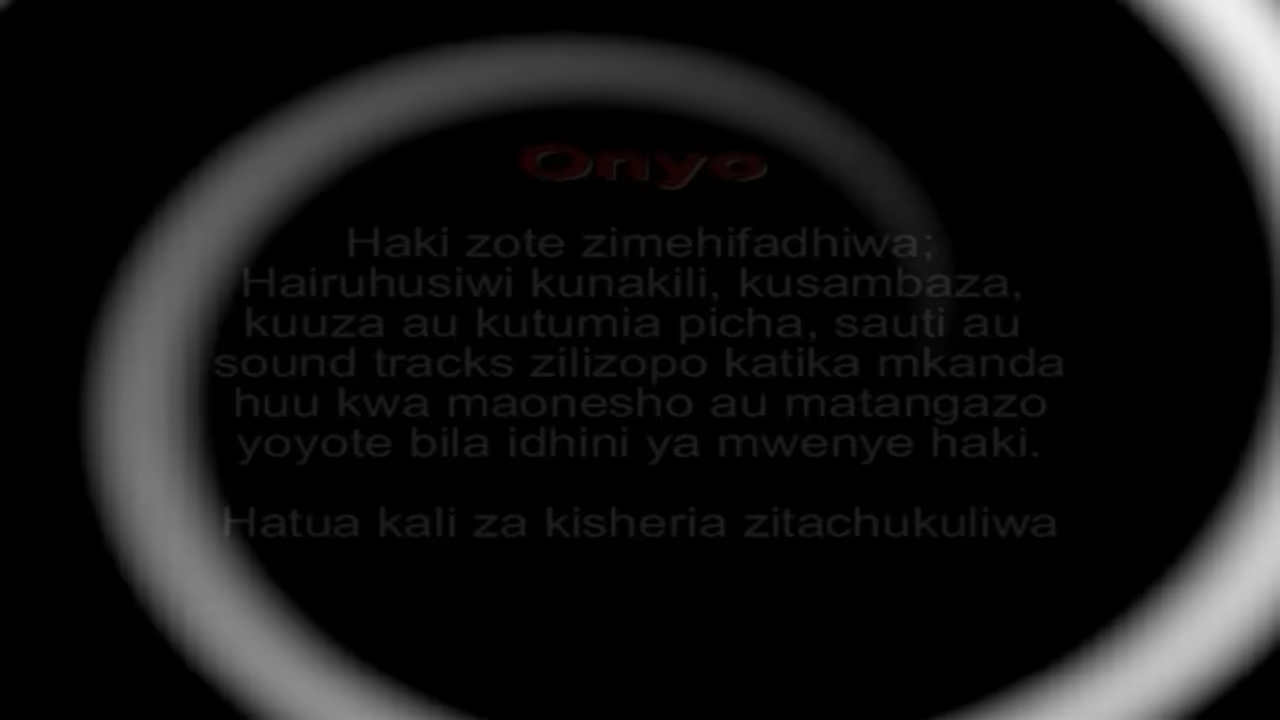 Onyo
Haki zote zimehifadhiwa;
Hairuhusiwi kunakili, kusambaza,
kuuza au kutumia picha, sauti au
sound tracks zilizopo katika mkanda
huu kwa maonesho au matangazo
yoyote bila idhini ya mwenye haki.
Hatua kali za kisheria zitachukuliwa